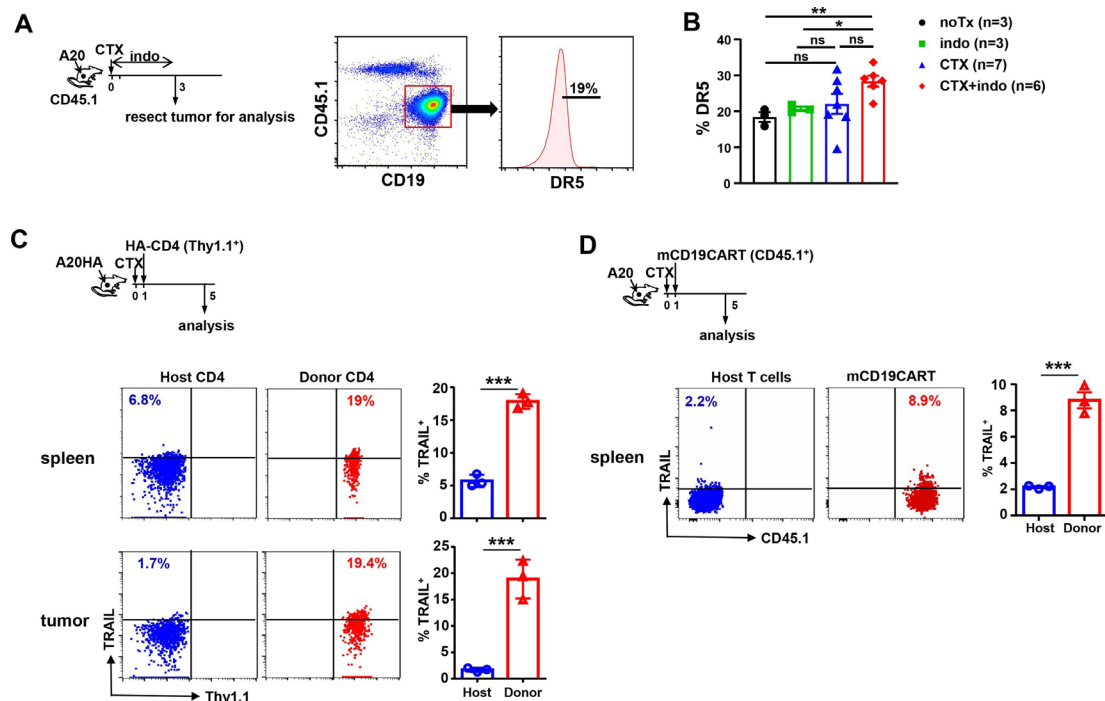 A
A20
CTX
indo
CD45.1
0
3
resect tumor for analysis
CD45.1
CD19
19%
DR5
B
% DR5
40
30
20
10
0
**
*
ns
ns
ns
noTx (n=3)
indo (n=3)
CTX (n=7)
CTX+indo (n=6)
C
HA-CD4 (Thy1.1+)
A20HA
CTX
0 1
5
analysis
Host CD4
Donor CD4
spleen
6.8%
19%
% TRAIL+
20
15
10
5
0
***
tumor
1.7%
19.4%
TRAIL
Thy1.1
% TRAIL+
25
20
15
10
5
0
***
Host Donor
D
mCD19CART (CD45.1+)
A20
CTX
0 1
5
analysis
Host T cells
mCD19CART
spleen
2.2%
8.9%
TRAIL
CD45.1
% TRAIL+
10
8
6
4
2
0
***
Host Donor